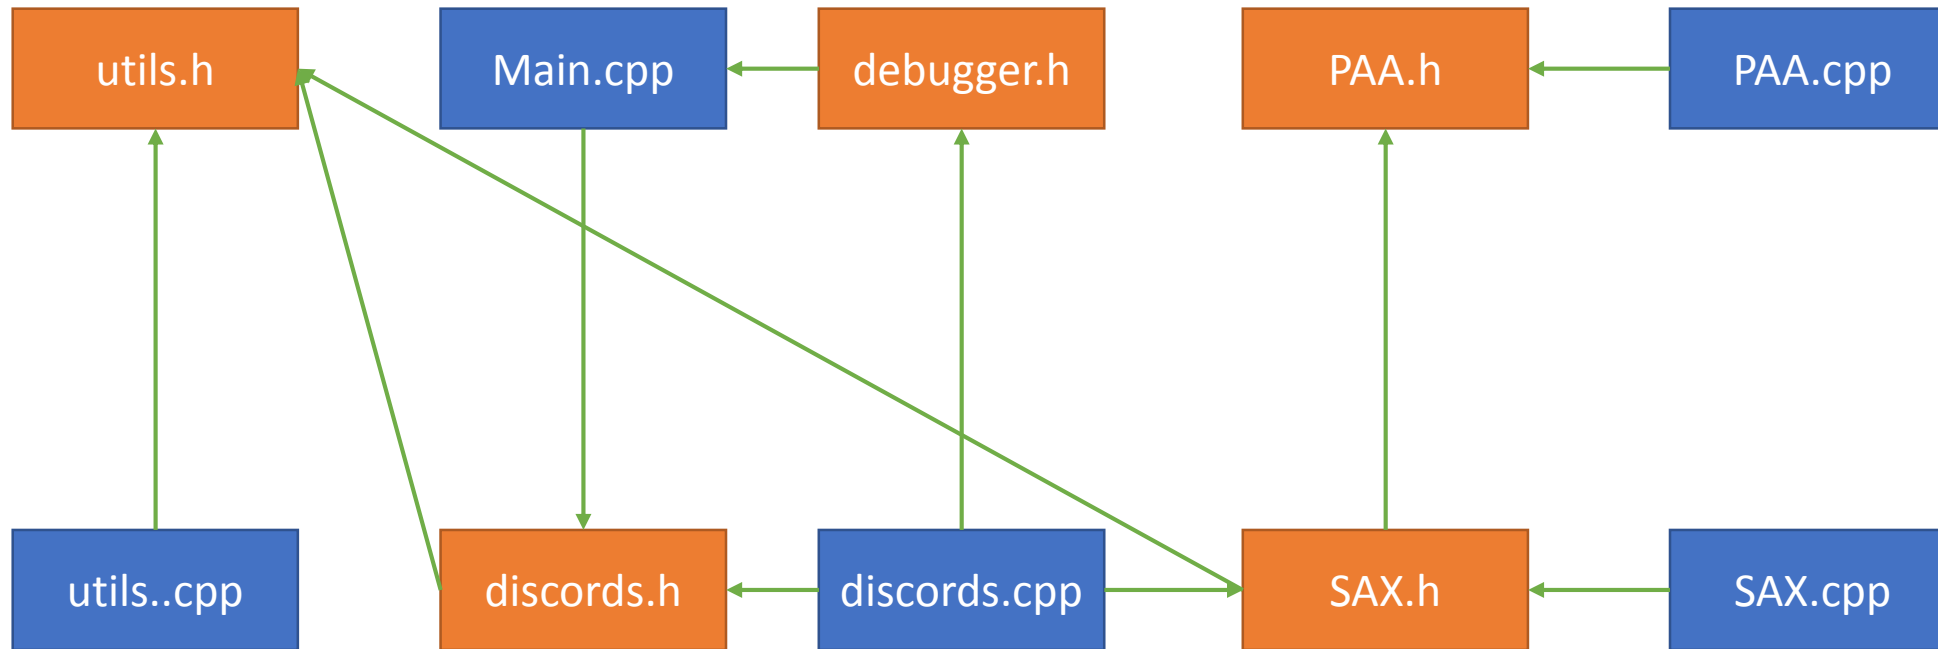 utils.h
Main.cpp
debugger.h
PAA.h
PAA.cpp
utils..cpp
discords.h
discords.cpp
SAX.h
SAX.cpp